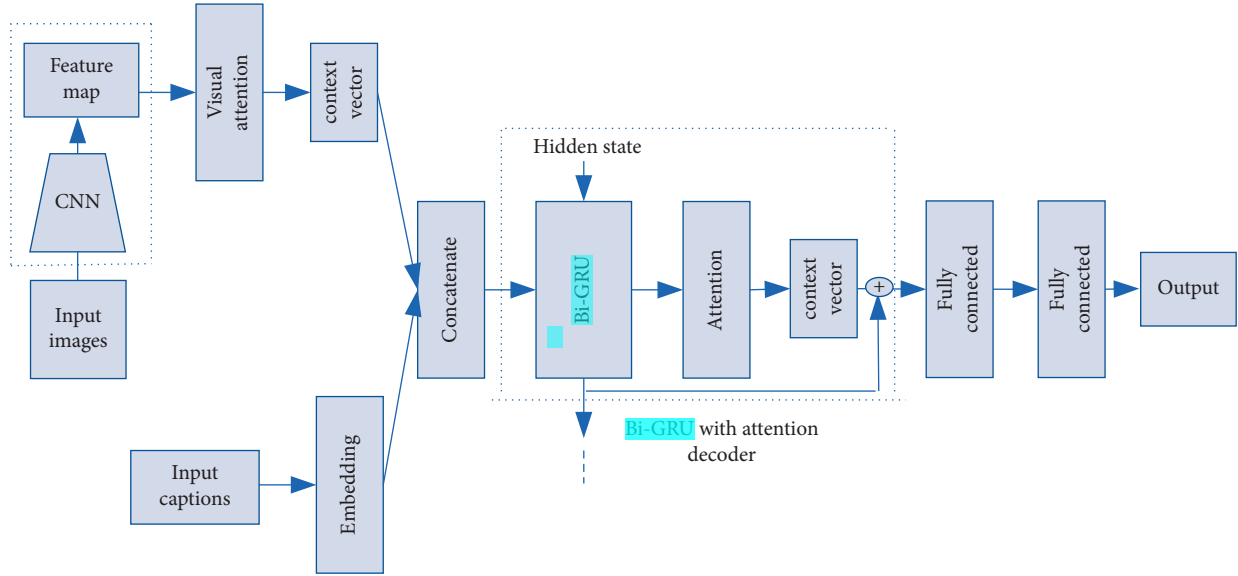 Feature
map
CNN
Input
images
Visual
attention
context
vector
Input
captions
Embedding
Concatenate
Hidden state
Bi-GRU
Attention
context
vector
+
Bi-GRU with attention
decoder
Fully
connected
Fully
connected
Output